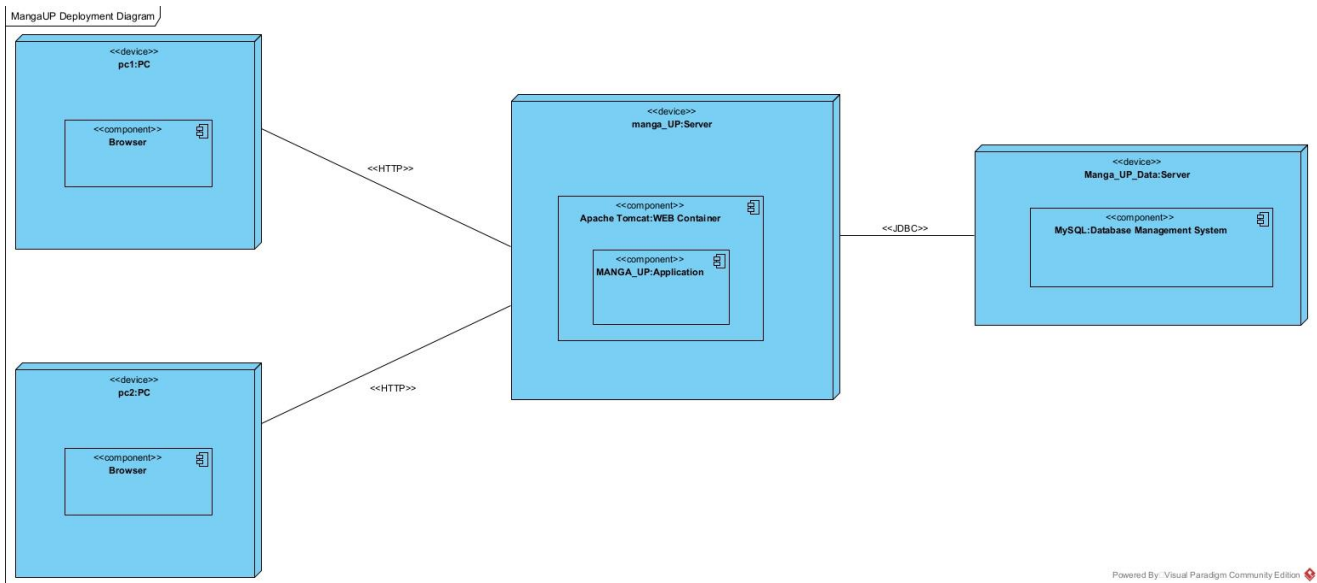 MangaUP Deployment Diagram
<<device>>
pc1:PC
<<component>>
Browser
<<HTTP>>
<<device>>
pc2:PC
<<component>>
Browser
<<HTTP>>
<<device>>
manga_UP:Server
<<component>>
Apache Tomcat:WEB Container
<<component>>
MANGA_UP:Application
<<JDBC>>
<<device>>
Manga_UP_Data:Server
<<component>>
MySQL:Database Management System
Powered By: Visual Paradigm Community Edition